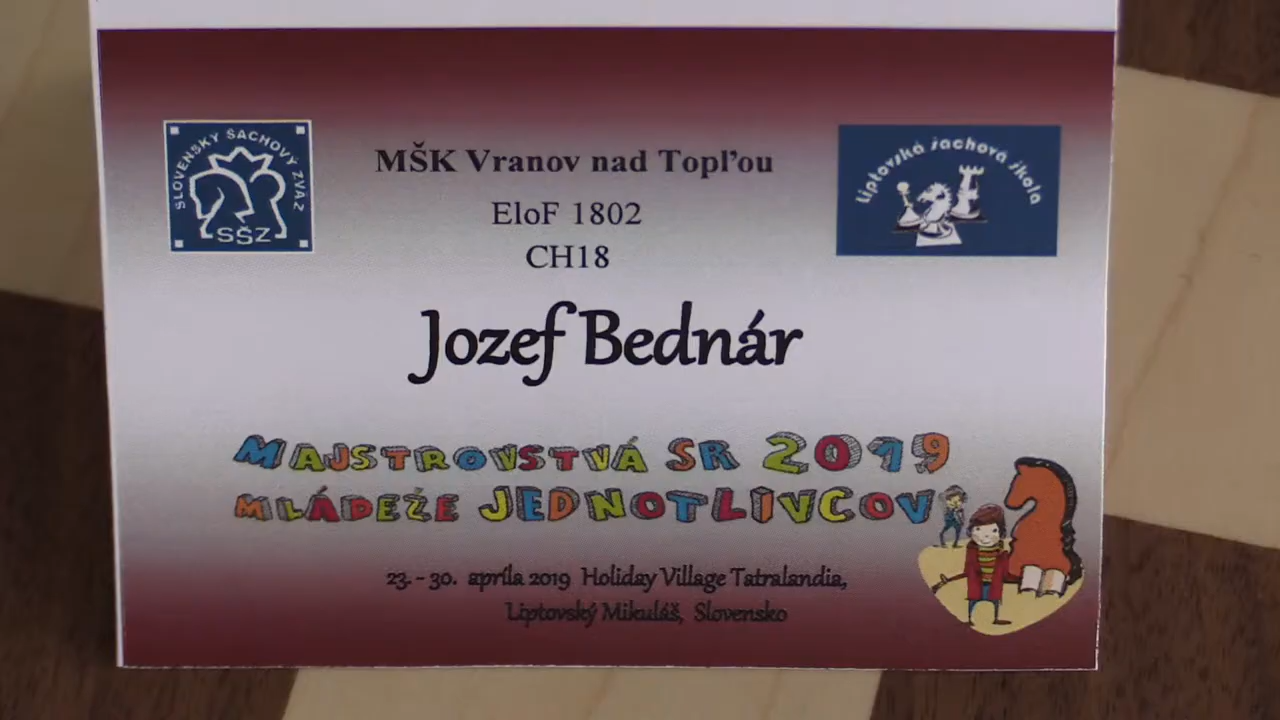 SLOVENSKÝ ŠACHOVÝ ZVÄZ
SŠZ
MŠK Vranov nad Topľou
EloF 1802
CH18
Liptovská šachová škola
Jozef Bednár
MAJSTROVSTVÁ SR 2019
MLÁDEŽE JEDNOTLIVCOV
23. - 30. apríla 2019 Holiday Village Tatralandia,
Liptovský Mikuláš, Slovensko